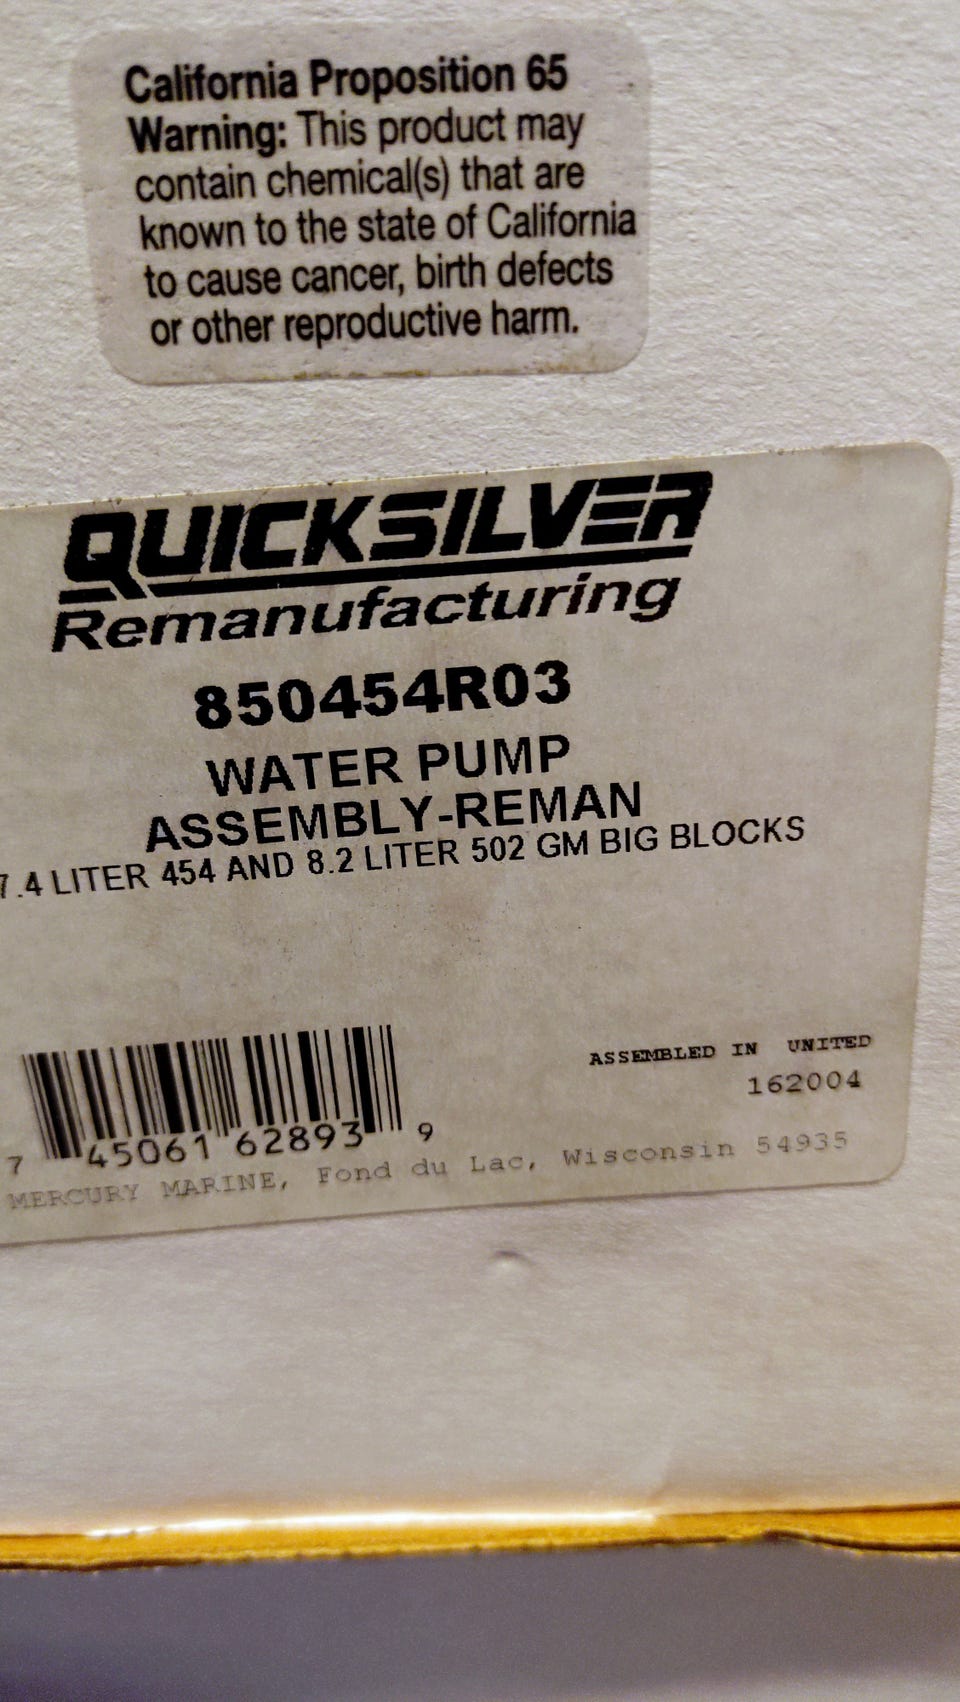 California Proposition 65
Warning: This product may
contain chemical(s) that are
known to the state of California
to cause cancer, birth defects
or other reproductive harm.
QUICKSILVER
Remanufacturing
850454R03
WATER PUMP
ASSEMBLY-REMAN
7.4 LITER 454 AND 8.2 LITER 502 GM BIG BLOCKS
ASSEMBLED IN UNITED
162004
7 45061 62893 9
MERCURY MARINE, Fond du Lac, Wisconsin 54935